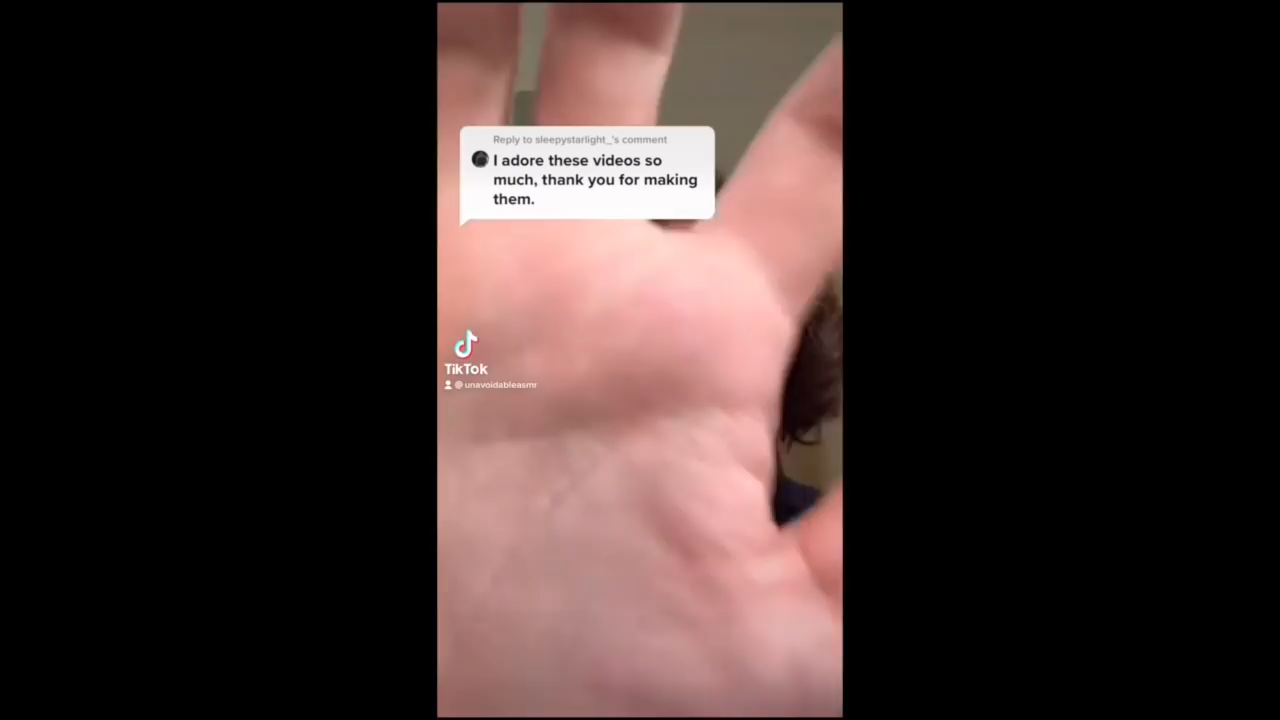 Reply to sleepystarlight_'s comment
I adore these videos so
much, thank you for making
them.
TikTok
@unavoidableasmr